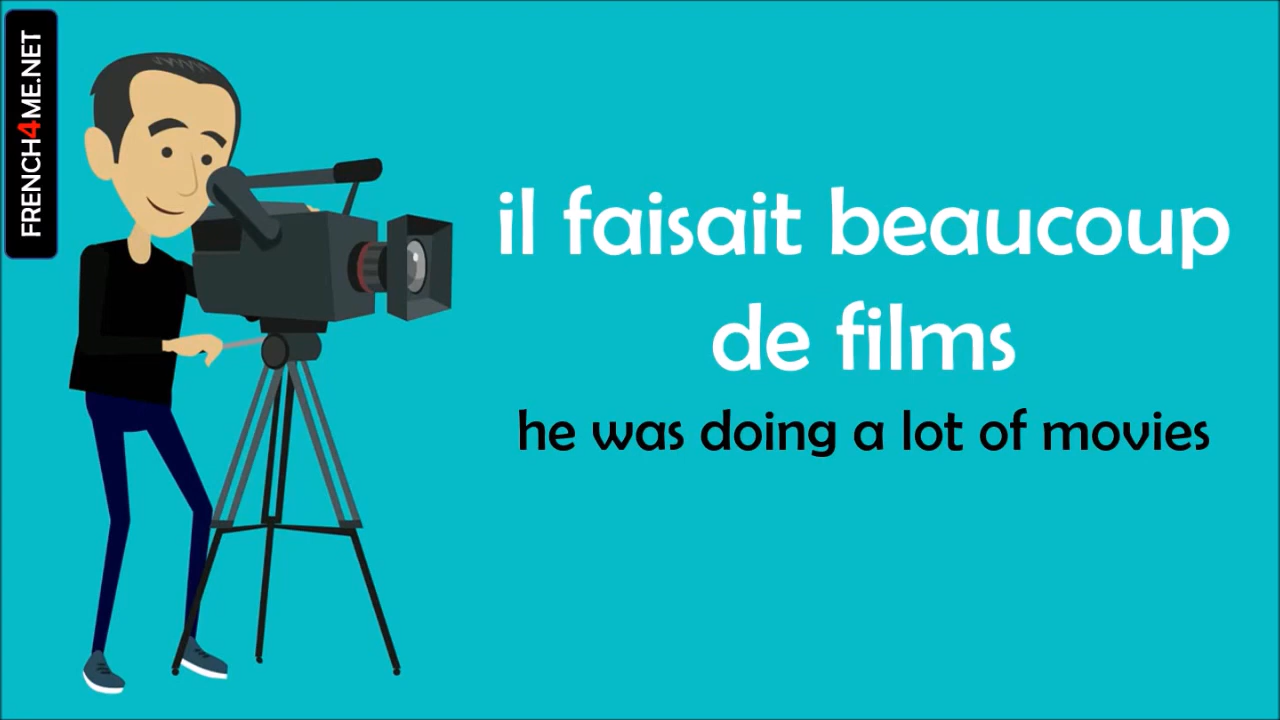 FRENCH4ME.NET
il faisait beaucoup
de films
he was doing a lot of movies